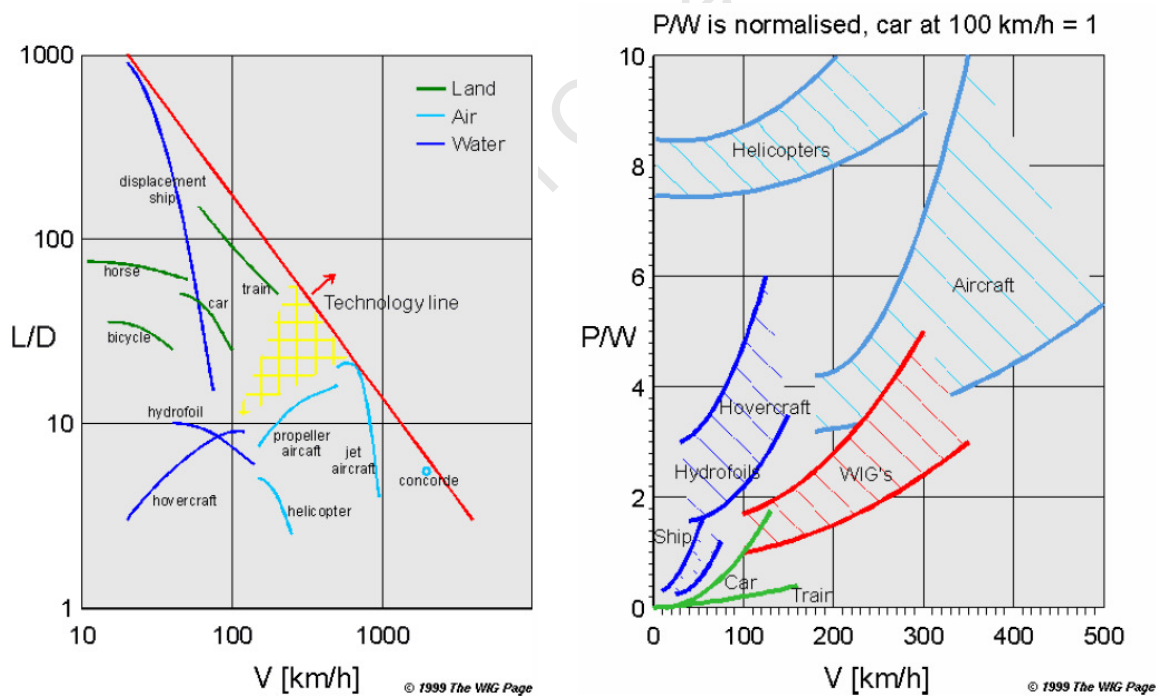 1000
100
L/D
10
1
Land
Air
Water
displacement
ship
horse
car
train
bicycle
Technology line
hydrofoil
propeller
aircaft
jet
aircraft
concorde
hovercraft
helicopter
10
100
1000
V [km/h]
© 1999 The WIG Page
P/W is normalised, car at 100 km/h = 1
10
8
6
P/W
4
2
0
Helicopters
Aircraft
Hovercraft
Hydrofoils
WIG's
Ship
Car
Train
0
100
200
300
400
500
V [km/h]
© 1999 The WIG Page